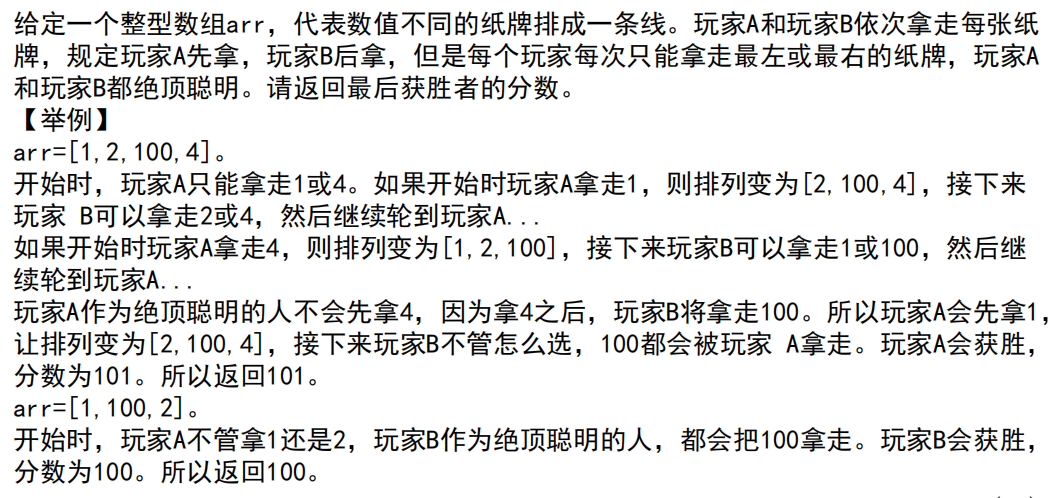 给定一个整型数组arr，代表数值不同的纸牌排成一条线。玩家A和玩家B依次拿走每张纸
牌，规定玩家A先拿，玩家B后拿，但是每个玩家每次只能拿走最左或最右的纸牌，玩家A
和玩家B都绝顶聪明。请返回最后获胜者的分数。
【举例】
arr=[1,2,100,4]。
开始时，玩家A只能拿走1或4。如果开始时玩家A拿走1，则排列变为[2,100,4]，接下来
玩家 B可以拿走2或4，然后继续轮到玩家A...
如果开始时玩家A拿走4，则排列变为[1,2,100]，接下来玩家B可以拿走1或100，然后继
续轮到玩家A...
玩家A作为绝顶聪明的人不会先拿4，因为拿4之后，玩家B将拿走100。所以玩家A会先拿1，
让排列变为[2,100,4]，接下来玩家B不管怎么选，100都会被玩家 A拿走。玩家A会获胜，
分数为101。所以返回101。
arr=[1,100,2]。
开始时，玩家A不管拿1还是2，玩家B作为绝顶聪明的人，都会把100拿走。玩家B会获胜，
分数为100。所以返回100。